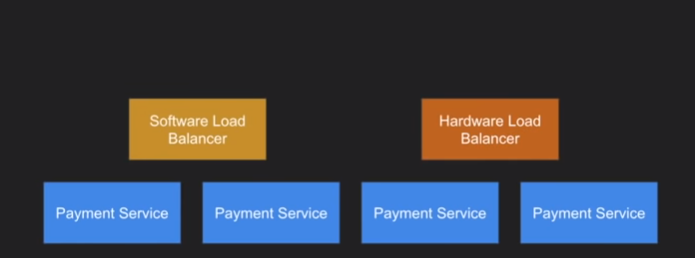 Software Load
Balancer
Hardware Load
Balancer
Payment Service
Payment Service
Payment Service
Payment Service